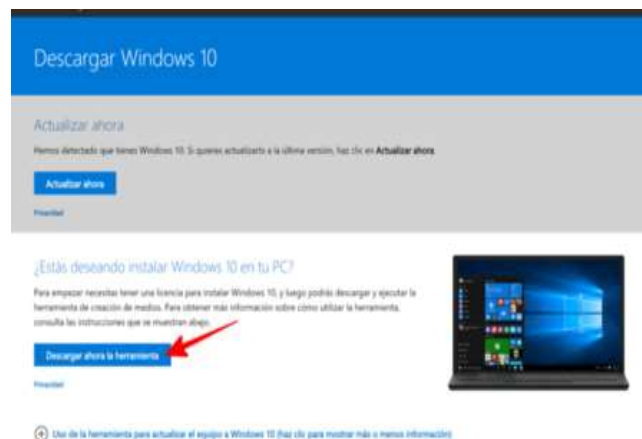 Descargar Windows 10
Actualizar ahora
Hemos detectado que tienes Windows 10. Si quieres actualizarlo a la última versión, haz clic en Actualizar ahora.
Actualizar ahora
Privacidad
¿Estás deseando instalar Windows 10 en tu PC?
Para empezar necesitas tener una licencia para instalar Windows 10, y luego podrás descargar y ejecutar la
herramienta de creación de medios. Para obtener más información sobre cómo utilizar la herramienta,
consulta las instrucciones que se muestran abajo.
Descargar ahora la herramienta
Privacidad
Uso de la herramienta para actualizar el equipo a Windows 10 (haz clic para mostrar más o menos información)